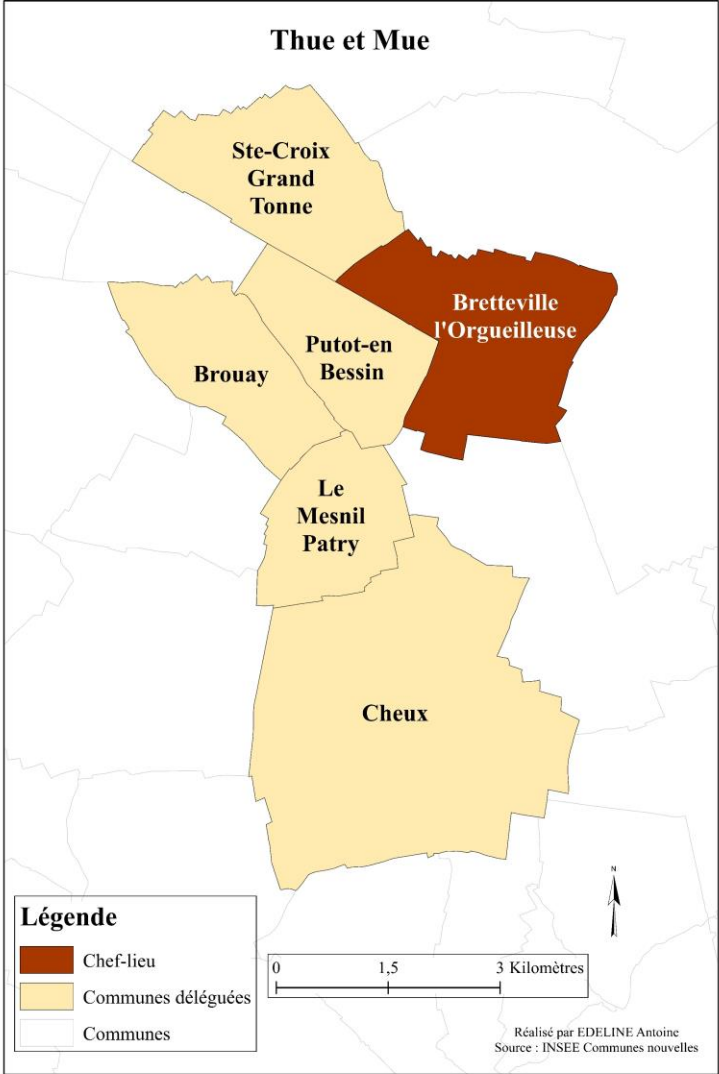 Thue et Mue
Ste-Croix
Grand
Tonne
Bretteville
l'Orgueilleuse
Putot-en
Bessin
Brouay
Le
Mesnil
Patry
Cheux
N
Légende
Chef-lieu
Communes déléguées
Communes
0 1,5 3 Kilomètres
Réalisé par EDELINE Antoine
Source : INSEE Communes nouvelles